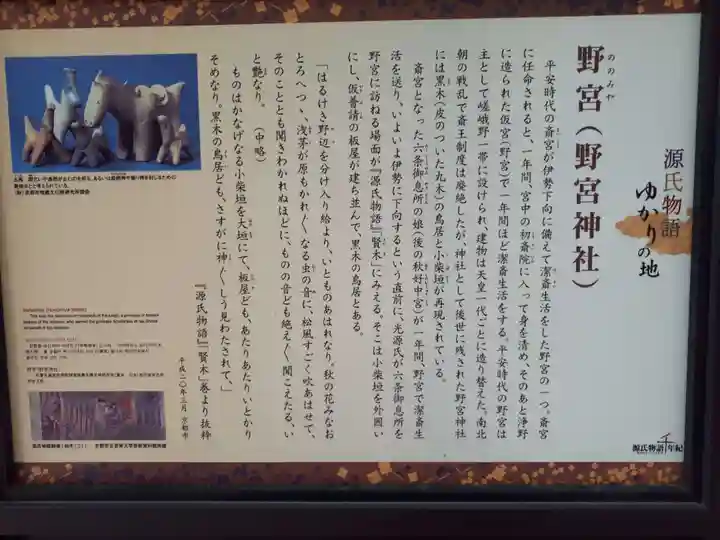 源氏物語
ゆかりの地
ののみや
野宮（野宮神社）
平安時代の斎宮が伊勢下向に備えて潔斎生活をした野宮の一つ。斎宮
に任命されると、一年間、宮中の初斎院に入って身を清め、そのあと浄野
に造られた仮宮（野宮）で一年間ほど潔斎生活をする。平安時代の野宮は
主として嵯峨野一帯に設けられ、建物は天皇一代ごとに造り替えた。南北
朝の戦乱で斎王制度は廃絶したが、神社として後世に残された野宮神社
には黒木（皮のついた丸木）の鳥居と小柴垣が再現されている。
斎宮となった六条御息所の娘（後の秋好中宮）が一年間、野宮で潔斎生
活を送り、いよいよ伊勢に下向するという直前に、光源氏が六条御息所を
野宮に訪ねる場面が『源氏物語』「賢木」にみえる。そこは小柴垣を外囲い
にし、仮普請の板屋が建ち並んで、黒木の鳥居とある。
「はるけき野辺を分け入り給より、いとものあはれなり。秋の花みなお
とろへつゝ、浅茅が原もかれ〴〵なる虫の音に、松風すごく吹あはせて、
そのこととも聞きわかれぬほどに、ものの音ども絶え〴〵聞こえたる、い
と艶なり。（中略）
ものはかなげなる小柴垣を大垣にて、板屋ども、あたりあたりいとかり
そめなり。黒木の鳥居ども、さすがに神〴〵しう見わたされて、」
『源氏物語』「賢木」巻より抜粋
平成二〇年三月 京都市
源氏物語千年紀